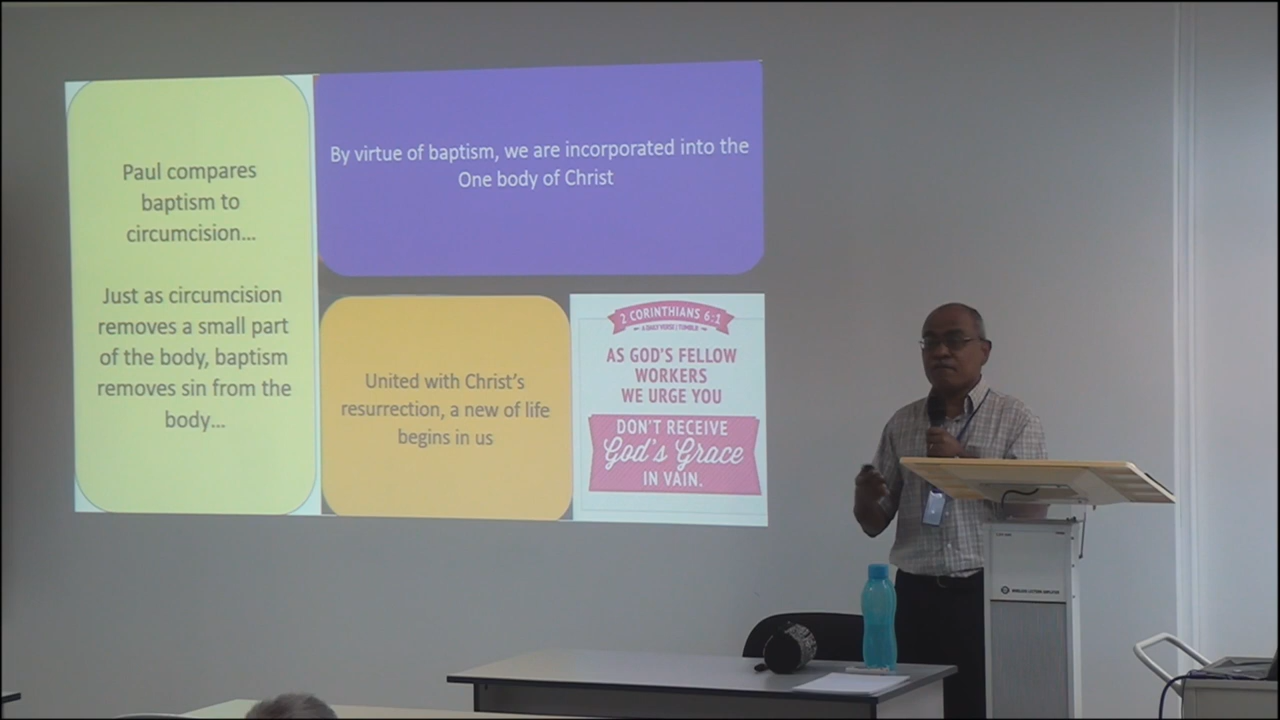 Paul compares
baptism to
circumcision...
Just as circumcision
removes a small part
of the body, baptism
removes sin from the
body...
By virtue of baptism, we are incorporated into the
One body of Christ
United with Christ's
resurrection, a new of life
begins in us
2 CORINTHIANS 6:1
A DAILY VERSE | TUMBLR
AS GOD'S FELLOW
WORKERS
WE URGE YOU
DON'T RECEIVE
God's Grace
IN VAIN.
WIRELESS LECTERN AMPLIFIER